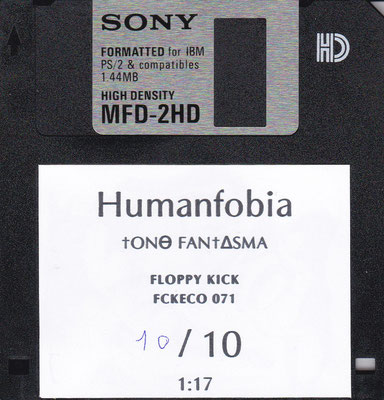 SONY
FORMATTED for IBM
PS/2 & compatibles
1.44MB
HIGH DENSITY
MFD-2HD
HD
Humanfobia
†ONΘ FAN†ΔSMA
FLOPPY KICK
FCKECO 071
10 / 10
1:17